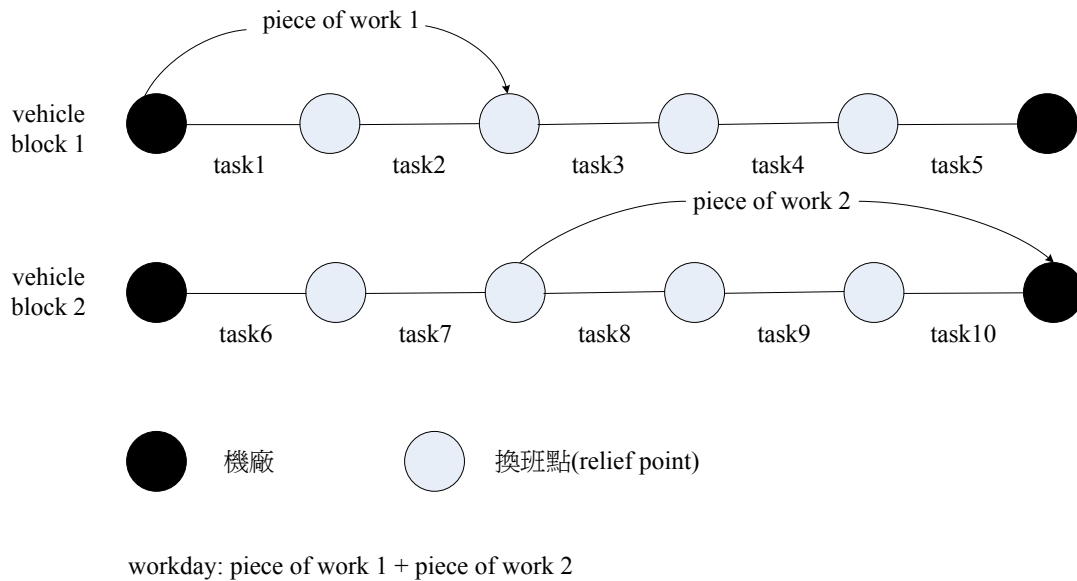 piece of work 1
vehicle
block 1
task1 task2 task3 task4 task5
piece of work 2
vehicle
block 2
task6 task7 task8 task9 task10
機廠 換班點(relief point)
workday: piece of work 1 + piece of work 2